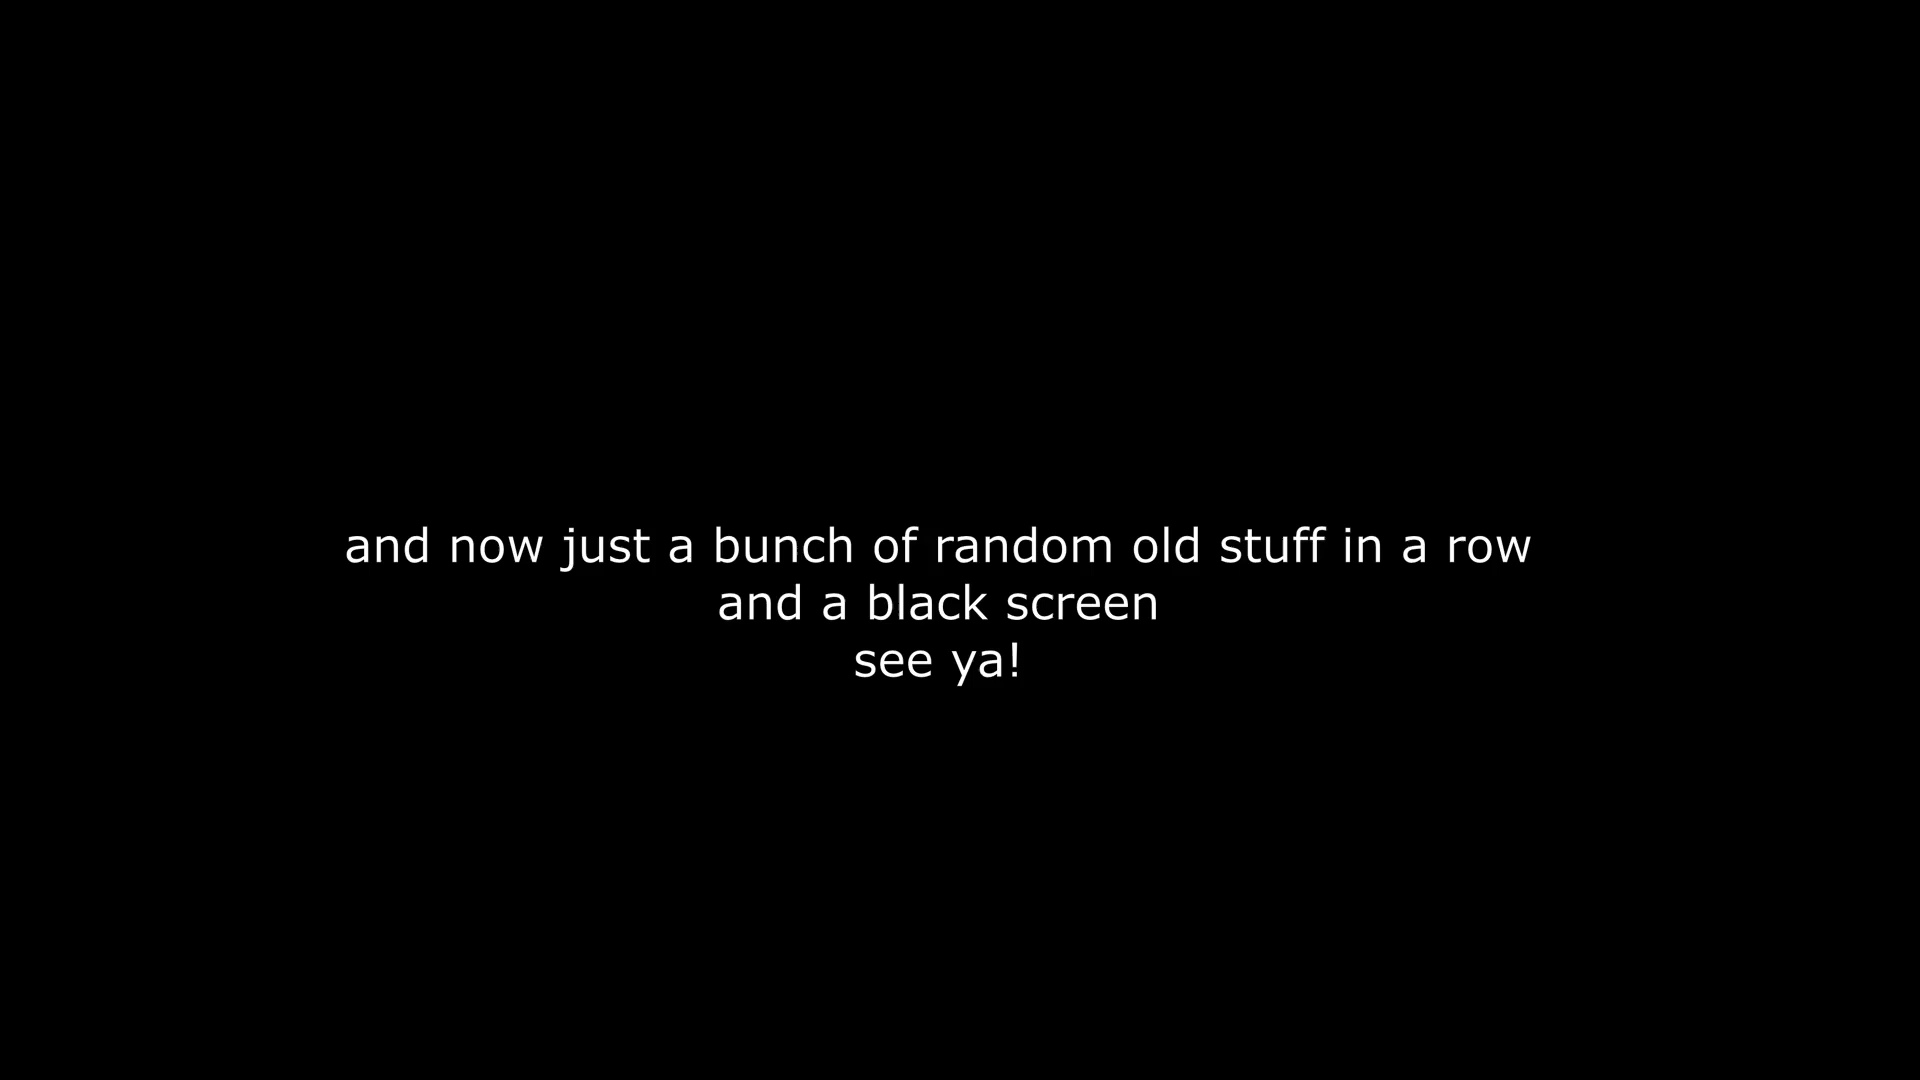 and now just a bunch of random old stuff in a row
and a black screen
see ya!